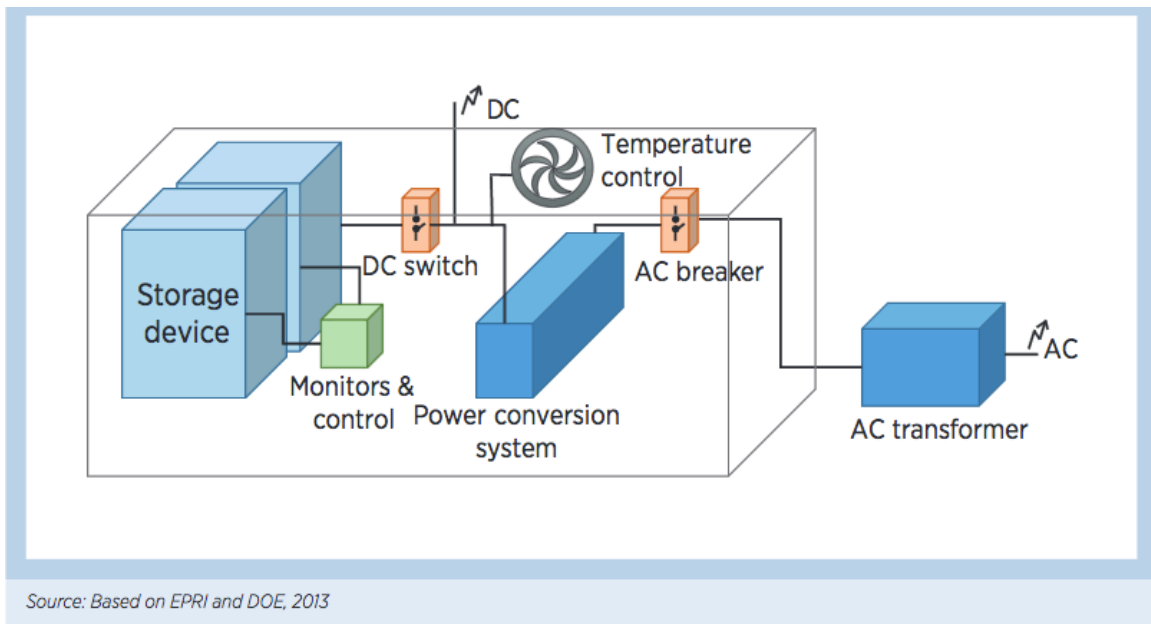 DC
Temperature
control
DC switch
AC breaker
Storage
device
Monitors &
control
Power conversion
system
AC
AC transformer
Source: Based on EPRI and DOE, 2013